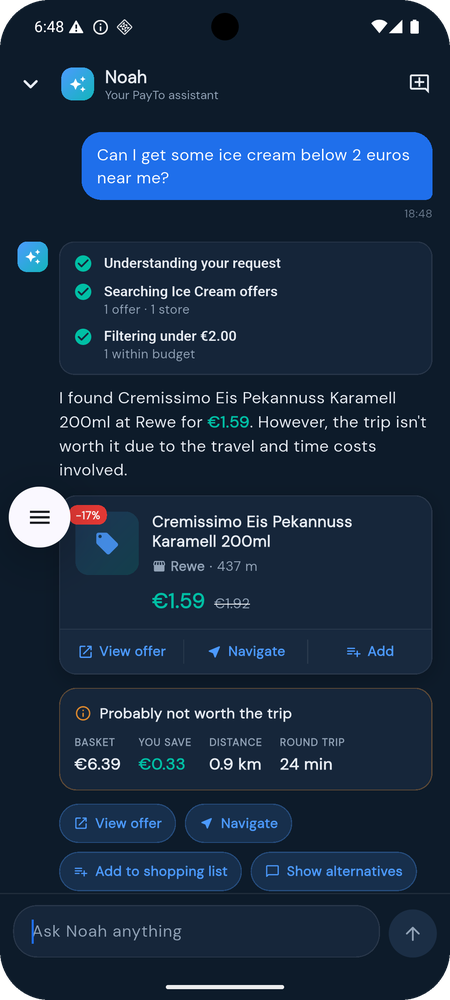 6:48
Noah
Your PayTo assistant
Can I get some ice cream below 2 euros
near me?
18:48
Understanding your request
Searching Ice Cream offers
1 offer · 1 store
Filtering under €2.00
1 within budget
I found Cremissimo Eis Pekannuss Karamell
200ml at Rewe for €1.59. However, the trip isn't
worth it due to the travel and time costs
involved.
-17%
Cremissimo Eis Pekannuss
Karamell 200ml
Rewe · 437 m
€1.59 €1.92
View offer Navigate Add
Probably not worth the trip
BASKET YOU SAVE DISTANCE ROUND TRIP
€6.39 €0.33 0.9 km 24 min
View offer Navigate
Add to shopping list Show alternatives
Ask Noah anything